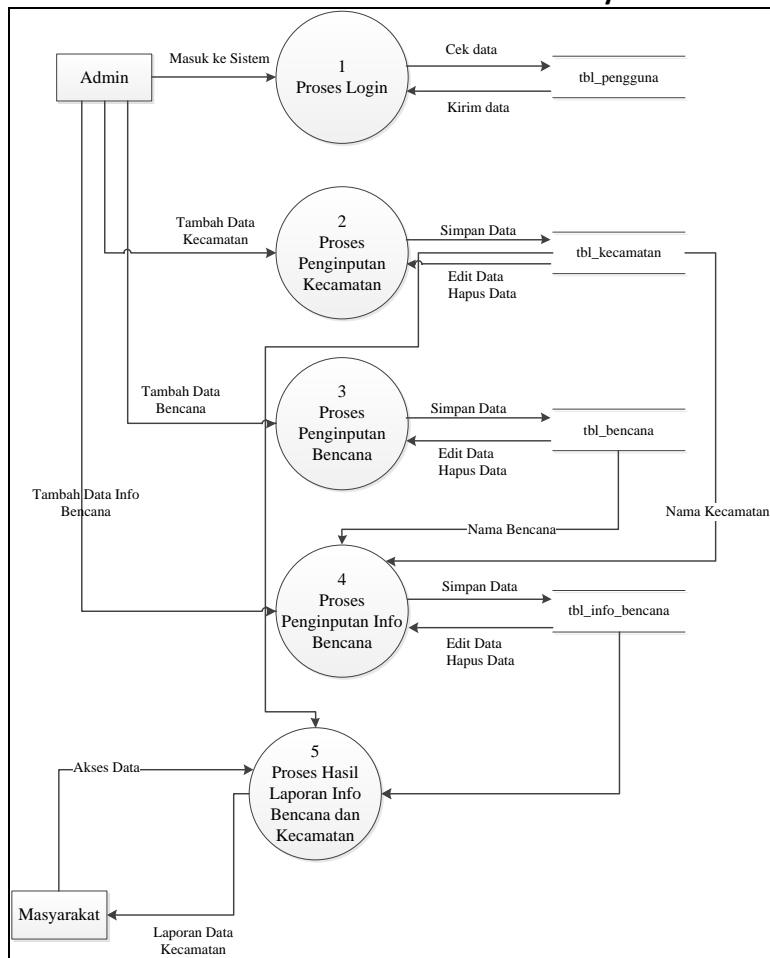 Masuk ke Sistem
Admin
1
Proses Login
Cek data
tbl_pengguna
Kirim data
Tambah Data
Kecamatan
2
Proses
Penginputan
Kecamatan
Simpan Data
tbl_kecamatan
Edit Data
Hapus Data
Tambah Data
Bencana
3
Proses
Penginputan
Bencana
Simpan Data
tbl_bencana
Edit Data
Hapus Data
Tambah Data Info
Bencana
Nama Bencana
Nama Kecamatan
4
Proses
Penginputan Info
Bencana
Simpan Data
tbl_info_bencana
Edit Data
Hapus Data
5
Proses Hasil
Laporan Info
Bencana dan
Kecamatan
Akses Data
Masyarakat
Laporan Data
Kecamatan